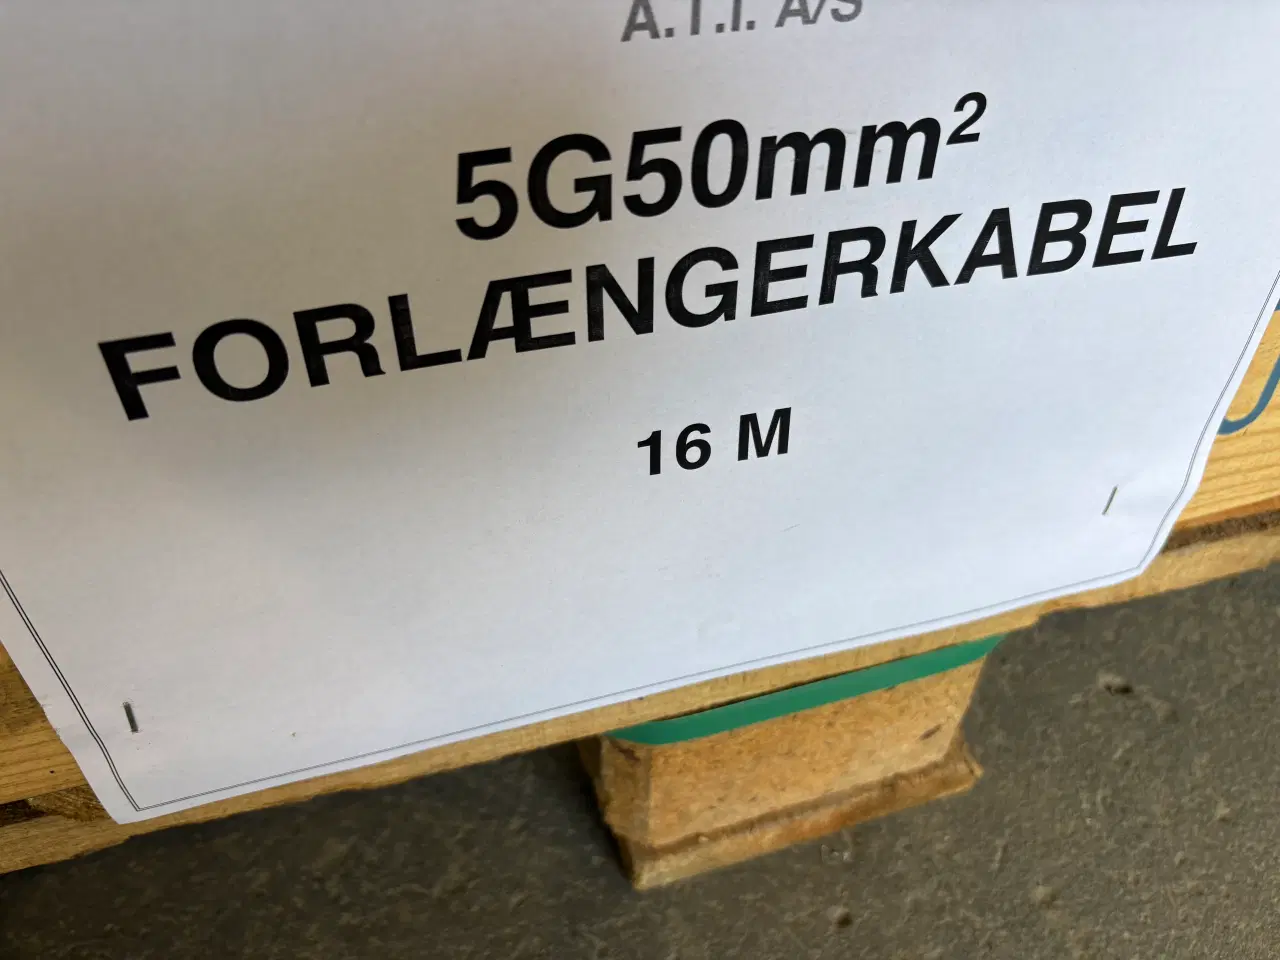 A.T.I. A/S
5G50mm²
FORLÆNGERKABEL
16 M